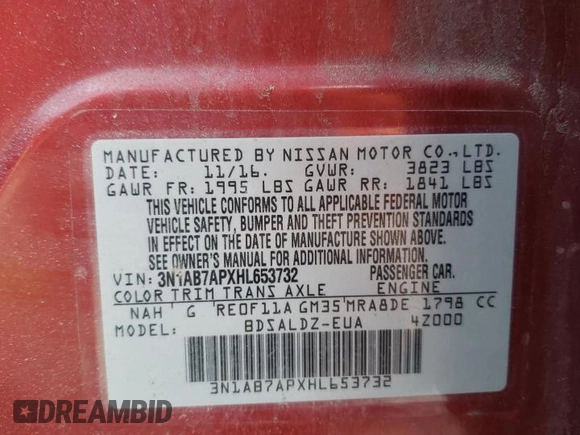 MANUFACTURED BY NISSAN MOTOR CO.,LTD.
DATE: 11/16. GVWR: 3823 LBS
GAWR FR: 1995 LBS GAWR RR: 1841 LBS
THIS VEHICLE CONFORMS TO ALL APPLICABLE FEDERAL MOTOR
VEHICLE SAFETY, BUMPER AND THEFT PREVENTION STANDARDS
IN EFFECT ON THE DATE OF MANUFACTURE SHOWN ABOVE.
SEE OWNER'S MANUAL FOR ADDITIONAL INFORMATION.
VIN: 3N1AB7APXHL653732 PASSENGER CAR.
COLOR TRIM TRANS AXLE ENGINE
NAH G RE0F11A GM35 MRA8DE 1798 CC
MODEL: BDSALDZ-EUA 4Z000
3N1AB7APXHL653732
DREAMBID